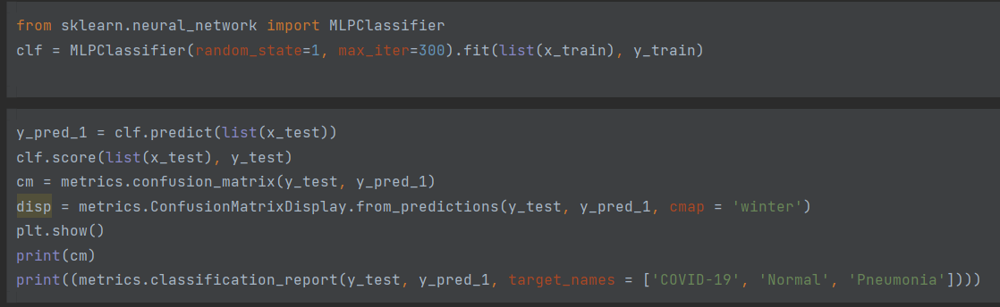 from sklearn.neural_network import MLPClassifier
clf = MLPClassifier(random_state=1, max_iter=300).fit(list(x_train), y_train)
y_pred_1 = clf.predict(list(x_test))
clf.score(list(x_test), y_test)
cm = metrics.confusion_matrix(y_test, y_pred_1)
disp = metrics.ConfusionMatrixDisplay.from_predictions(y_test, y_pred_1, cmap = 'winter')
plt.show()
print(cm)
print((metrics.classification_report(y_test, y_pred_1, target_names = ['COVID-19', 'Normal', 'Pneumonia'])))